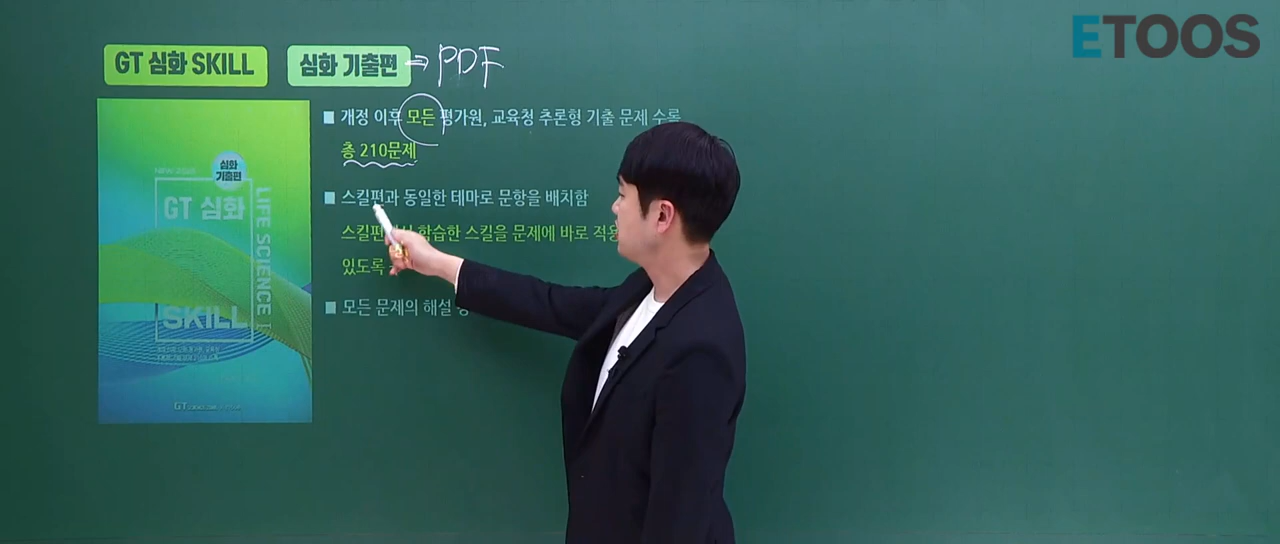 ETOOS
GT 심화 SKILL
심화 기출편 ⇒ PDF
■ 개정 이후 모든 평가원, 교육청 추론형 기출 문제 수록
총 210문제
■ 스킬편과 동일한 테마로 문항을 배치함
스킬편 학습한 스킬을 문제에 바로 적용
있도록
■ 모든 문제의 해설
심화
기출편
GT 심화
LIFE SCIENCE I
SKILL
GT